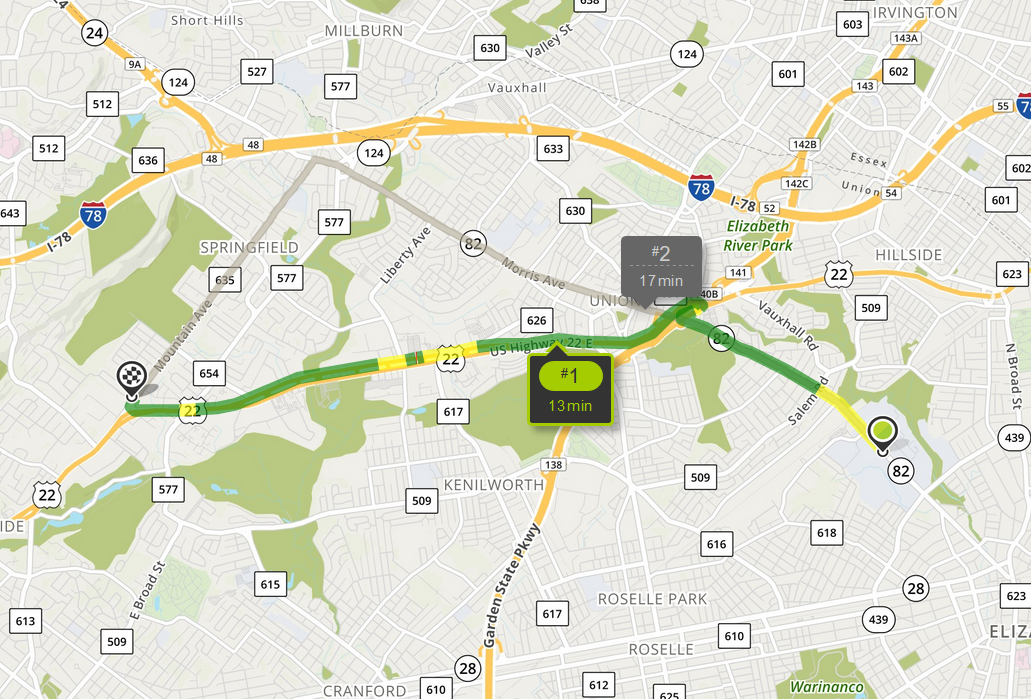 24
Short Hills
MILLBURN
638
IRVINGTON
603
143A
630
Valley St
124
9A
124
527
577
601
602
143
512
Vauxhall
55
48
48
124
633
142B
512
636
Essex
602
78
I-78
52
142C
Union
54
601
643
78
I-78
577
630
Elizabeth
River Park
SPRINGFIELD
Liberty Ave
82
Morris Ave
#2
17 min
HILLSIDE
635
577
141
22
623
UNION
40B
509
626
Vauxhall Rd
82
Mountain Ave
654
22
US Highway 22 E
N Broad St
#1
13 min
22
617
Salem Rd
439
138
82
22
577
KENILWORTH
509
509
IDE
618
616
E Broad St
615
Garden State Pkwy
28
623
ROSELLE PARK
613
617
439
509
610
ELIZ
ROSELLE
28
CRANFORD
610
612
625
Warinanco